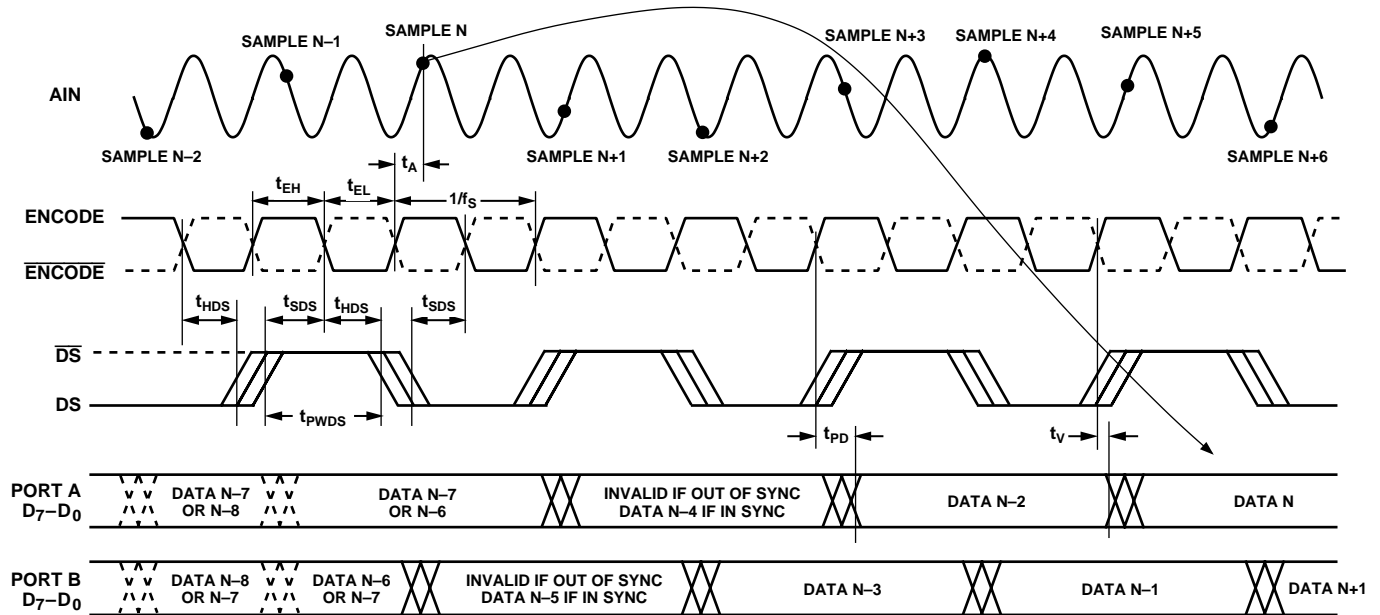 SAMPLE N–1
SAMPLE N
SAMPLE N+3
SAMPLE N+4
SAMPLE N+5
AIN
SAMPLE N–2
SAMPLE N+1
SAMPLE N+2
SAMPLE N+6
tA
tEH
tEL
1/fS
ENCODE
ENCODE
tHDS
tSDS
tHDS
tSDS
DS
DS
tPWDS
tPD
tV
PORT A
D7–D0
DATA N–7
OR N–8
DATA N–7
OR N–6
INVALID IF OUT OF SYNC
DATA N–4 IF IN SYNC
DATA N–2
DATA N
PORT B
D7–D0
DATA N–8
OR N–7
DATA N–6
OR N–7
INVALID IF OUT OF SYNC
DATA N–5 IF IN SYNC
DATA N–3
DATA N–1
DATA N+1